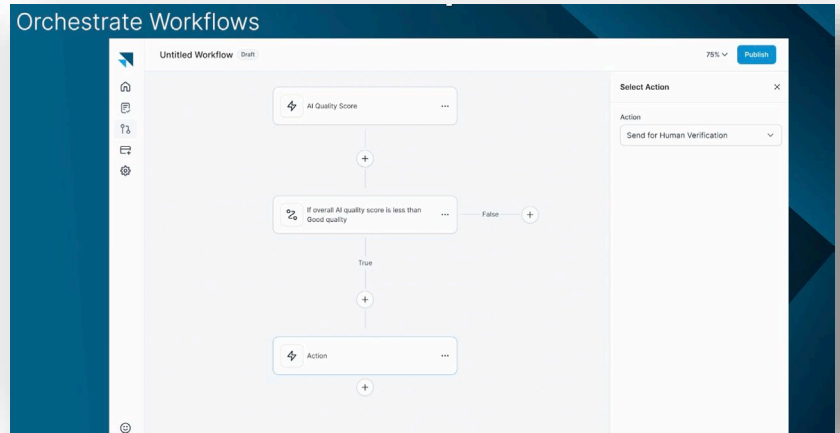 Orchestrate Workflows
Untitled Workflow Draft
75% Publish
Select Action
Action
Send for Human Verification
AI Quality Score
If overall AI quality score is less than
Good quality
False
True
Action